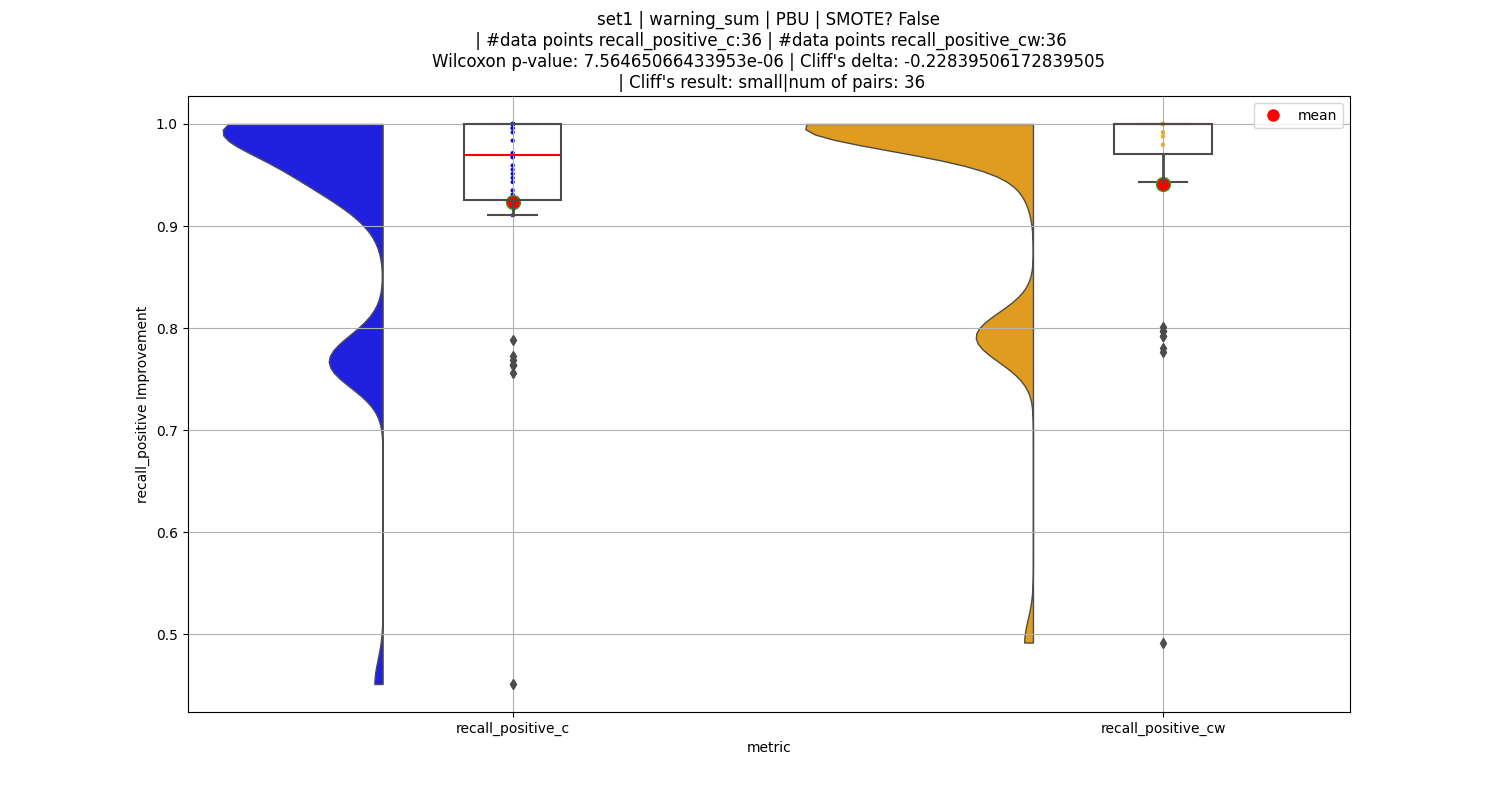 set1 | warning_sum | PBU | SMOTE? False
| #data points recall_positive_c:36 | #data points recall_positive_cw:36
Wilcoxon p-value: 7.56465066433953e-06 | Cliff's delta: -0.22839506172839505
| Cliff's result: small|num of pairs: 36
mean
1.0
0.9
0.8
0.7
0.6
0.5
recall_positive Improvement
recall_positive_c
recall_positive_cw
metric